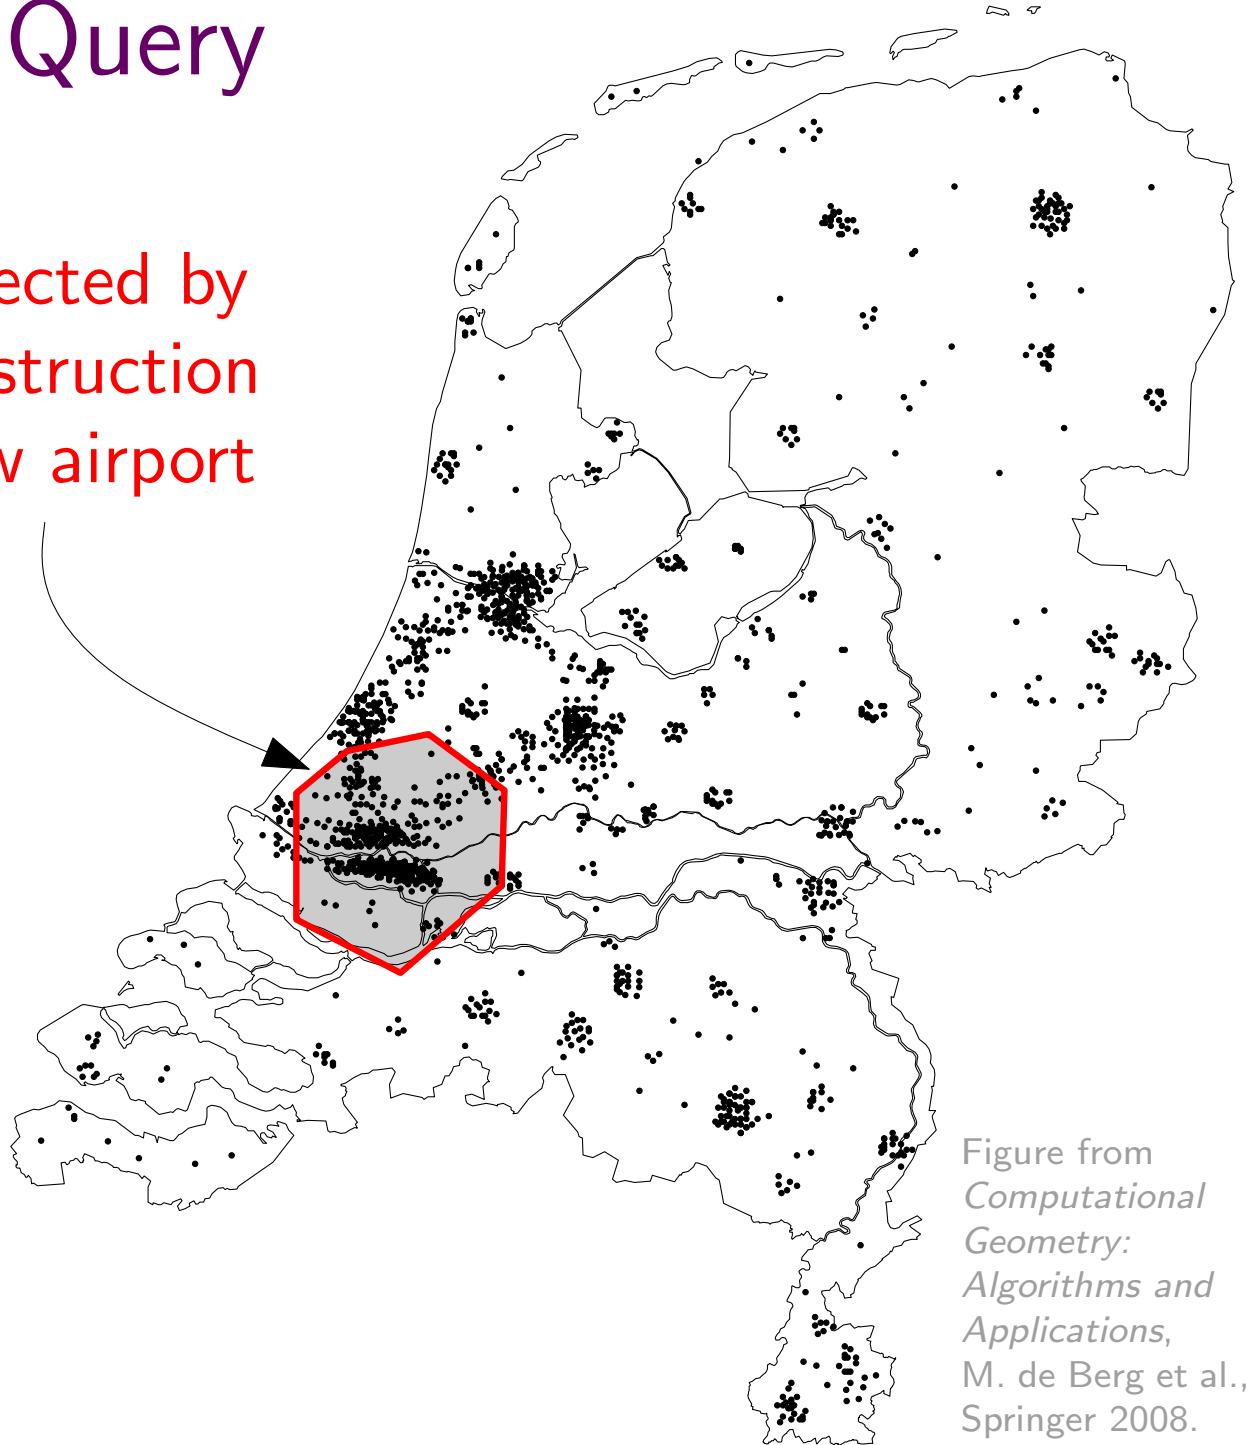 Query
ected by
struction
w airport
Figure from
Computational
Geometry:
Algorithms and
Applications,
M. de Berg et al.,
Springer 2008.